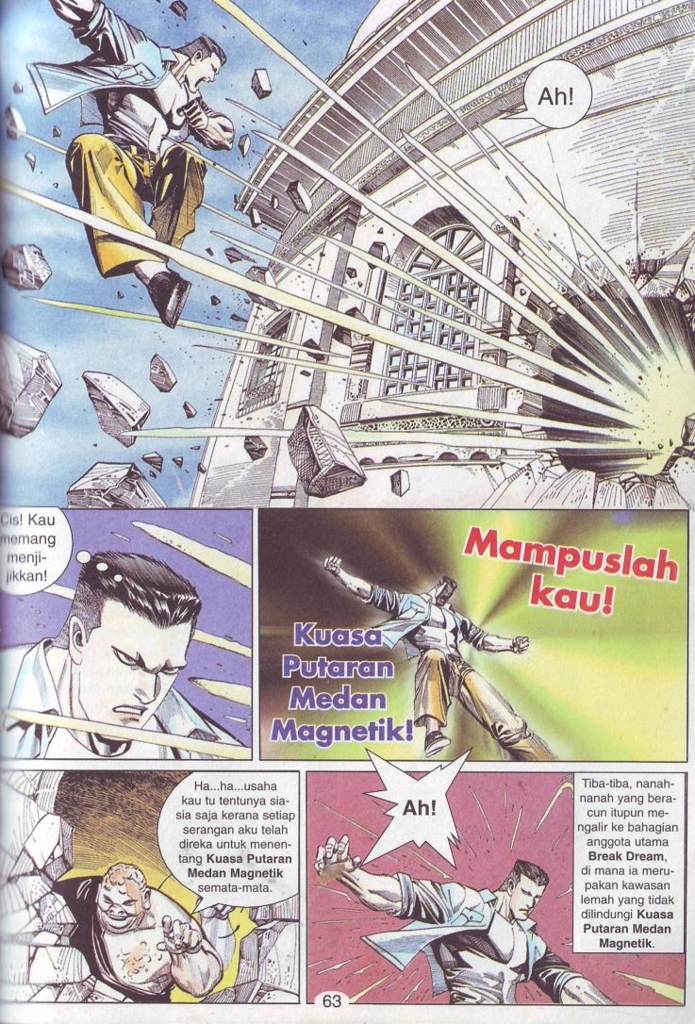 Ah!
Cis! Kau
memang
menji-
jikkan!
Mampuslah
kau!
Kuasa
Putaran
Medan
Magnetik!
Ha...ha...usaha
kau tu tentunya sia-
sia saja kerana setiap
serangan aku telah
direka untuk menen-
tang Kuasa Putaran
Medan Magnetik
semata-mata.
Ah!
Tiba-tiba, nanah-
nanah yang bera-
cun itupun me-
ngalir ke bahagian
anggota utama
Break Dream,
di mana ia meru-
pakan kawasan
lemah yang tidak
dilindungi Kuasa
Putaran Medan
Magnetik.
63